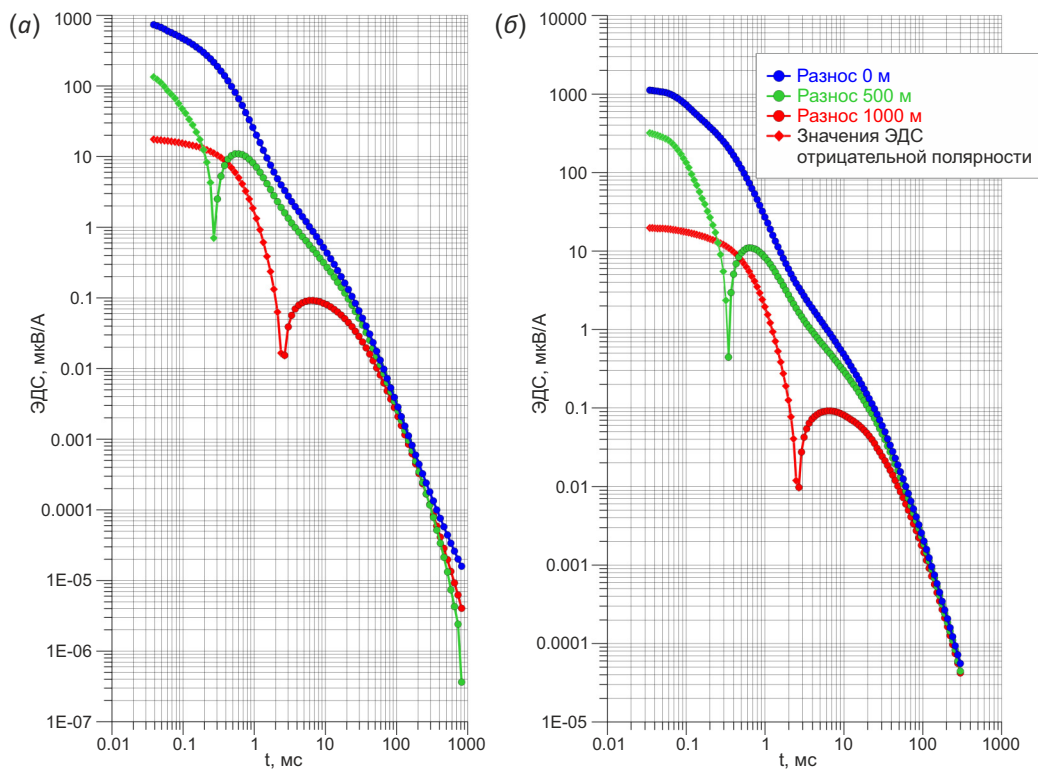 (а)
1000
100
10
1
0.1
0.01
0.001
0.0001
1E-05
1E-06
1E-07
ЭДС, мкВ/А
0.01
0.1
1
10
100
1000
t, мс
(б)
10000
1000
100
10
1
0.1
0.01
0.001
0.0001
1E-05
ЭДС, мкВ/А
0.01
0.1
1
10
100
1000
t, мс
Разнос 0 м
Разнос 500 м
Разнос 1000 м
Значения ЭДС
отрицательной полярности